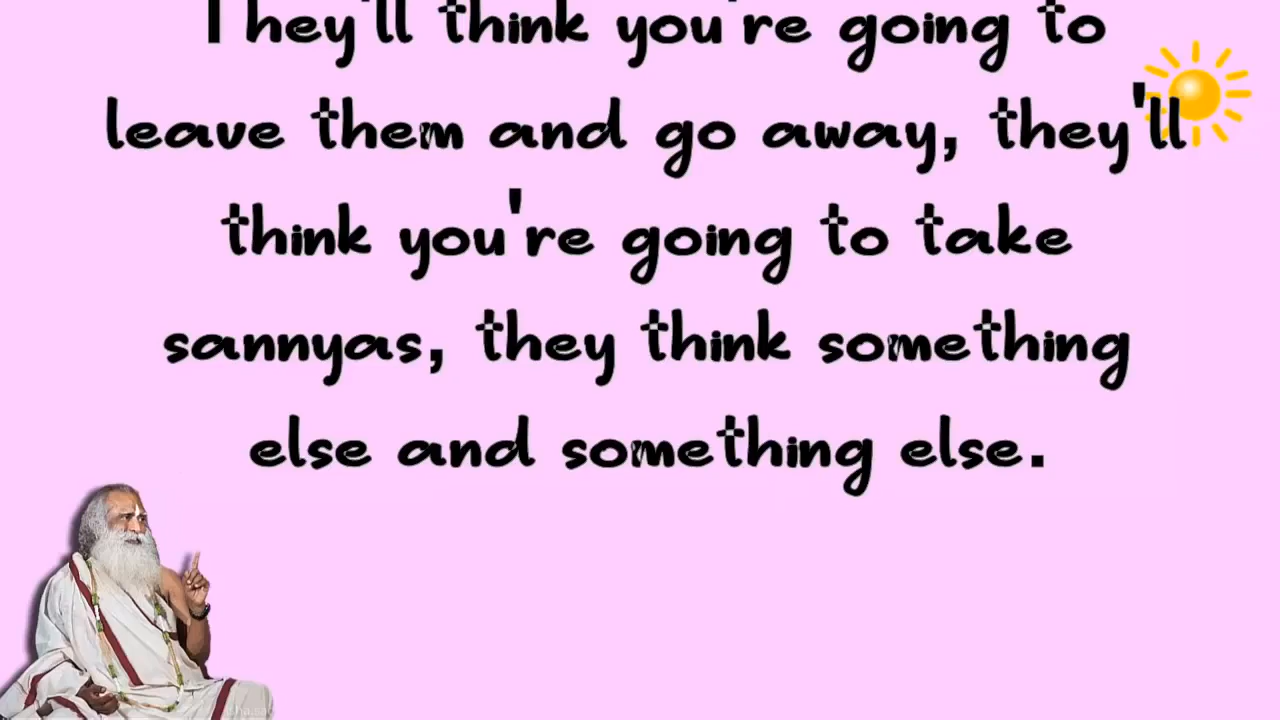 They'll think you're going to
leave them and go away, they'll
think you're going to take
sannyas, they think something
else and something else.